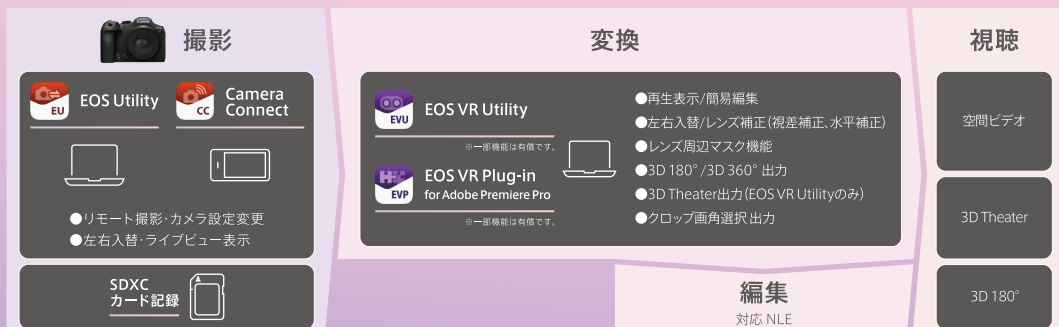 撮影
EU
EOS Utility
CC
Camera
Connect
●リモート撮影・カメラ設定変更
●左右入替・ライブビュー表示
SDXC
カード記録
変換
EVU
EOS VR Utility
※一部機能は有償です。
EVP
EOS VR Plug-in
for Adobe Premiere Pro
※一部機能は有償です。
●再生表示/簡易編集
●左右入替/レンズ補正(視差補正、水平補正)
●レンズ周辺マスク機能
●3D 180°/3D 360° 出力
●3D Theater出力(EOS VR Utilityのみ)
●クロップ画角選択 出力
編集
対応 NLE
視聴
空間ビデオ
3D Theater
3D 180°